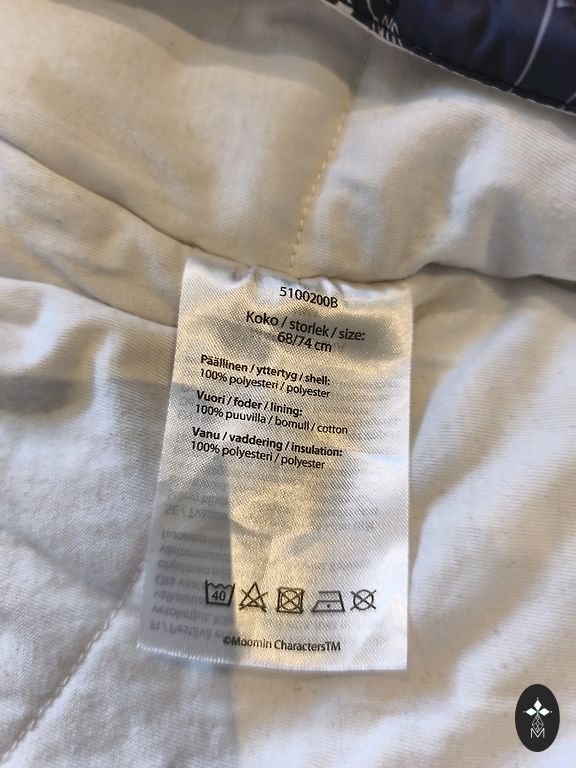 5100200B
Koko / storlek / size:
68/74 cm
Päällinen / yttertyg / shell:
100% polyesteri / polyester
Vuori / foder / lining:
100% puuvilla / bomull / cotton
Vanu / vaddering / insulation:
100% polyesteri / polyester
40
©Moomin Characters™
M